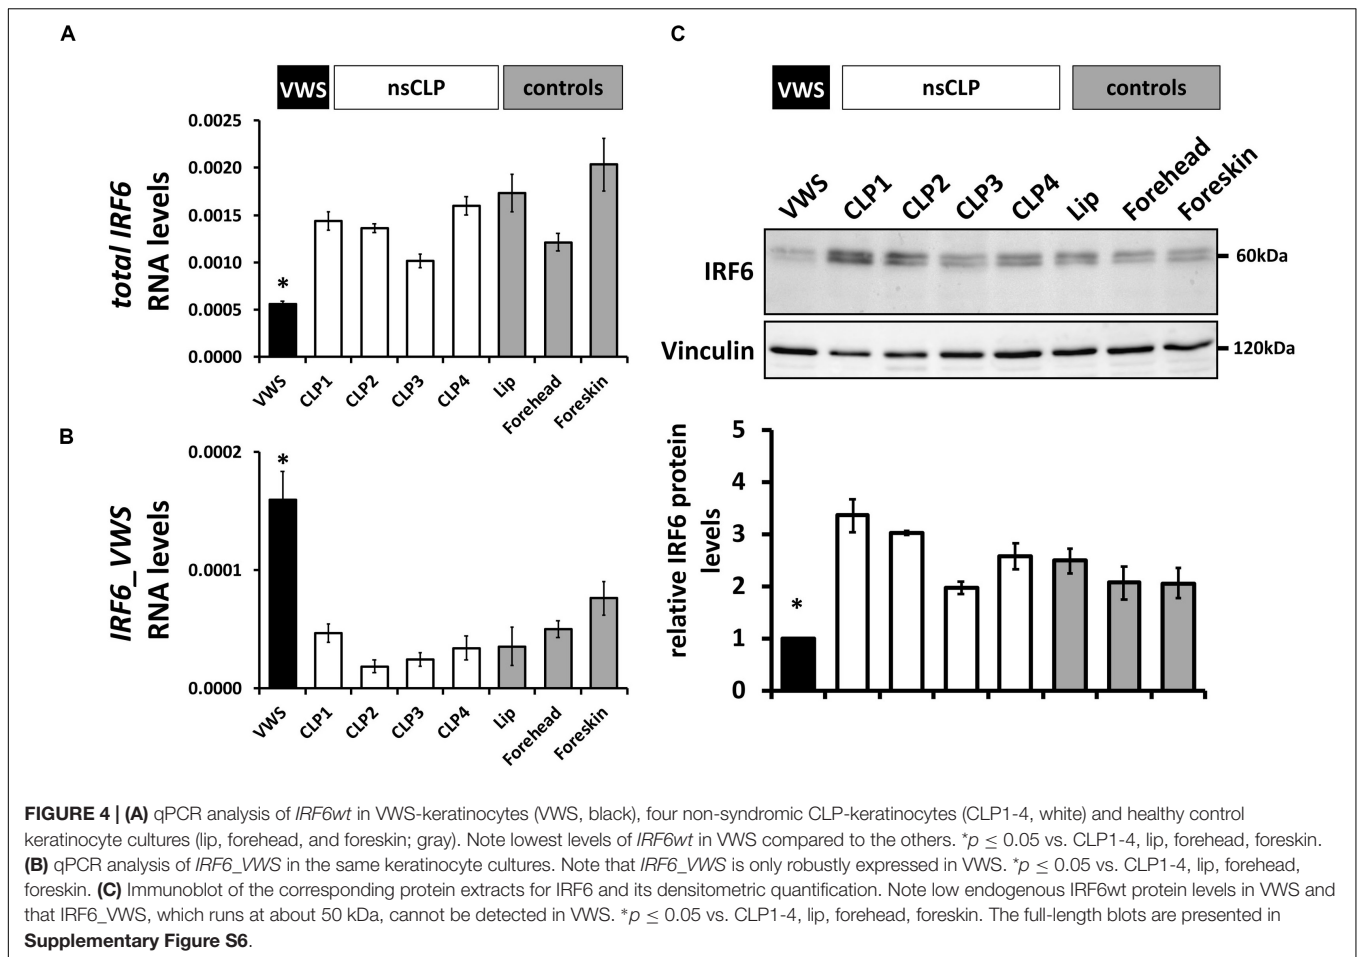 A
VWS
nsCLP
controls
total IRF6
RNA levels
0.0025
0.0020
0.0015
0.0010
0.0005
0.0000
*
VWS
CLP1
CLP2
CLP3
CLP4
Lip
Forehead
Foreskin
B
IRF6_VWS
RNA levels
0.0002
0.0001
0.0000
*
VWS
CLP1
CLP2
CLP3
CLP4
Lip
Forehead
Foreskin
C
VWS
nsCLP
controls
VWS
CLP1
CLP2
CLP3
CLP4
Lip
Forehead
Foreskin
IRF6
60kDa
Vinculin
120kDa
relative IRF6 protein
levels
5
4
3
2
1
0
*
FIGURE 4 | (A) qPCR analysis of IRF6wt in VWS-keratinocytes (VWS, black), four non-syndromic CLP-keratinocytes (CLP1-4, white) and healthy control
keratinocyte cultures (lip, forehead, and foreskin; gray). Note lowest levels of IRF6wt in VWS compared to the others. *p ≤ 0.05 vs. CLP1-4, lip, forehead, foreskin.
(B) qPCR analysis of IRF6_VWS in the same keratinocyte cultures. Note that IRF6_VWS is only robustly expressed in VWS. *p ≤ 0.05 vs. CLP1-4, lip, forehead,
foreskin. (C) Immunoblot of the corresponding protein extracts for IRF6 and its densitometric quantification. Note low endogenous IRF6wt protein levels in VWS and
that IRF6_VWS, which runs at about 50 kDa, cannot be detected in VWS. *p ≤ 0.05 vs. CLP1-4, lip, forehead, foreskin. The full-length blots are presented in
Supplementary Figure S6.